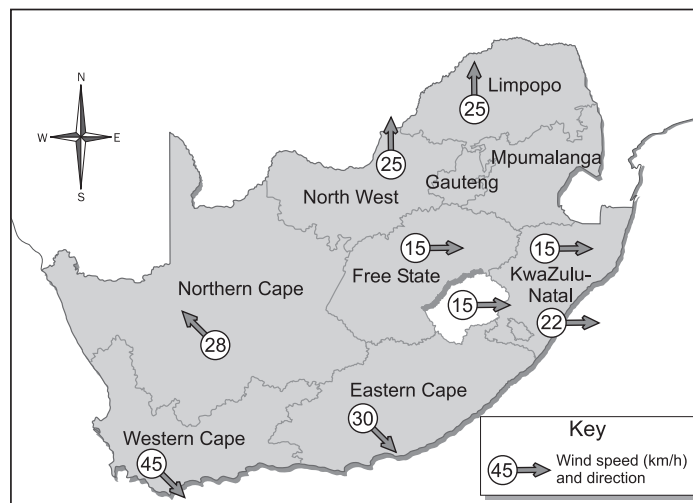 N
W E
S
Limpopo
25
25
Mpumalanga
Gauteng
North West
15
15
Free State
KwaZulu-
Natal
Northern Cape
15
22
28
Eastern Cape
30
Western Cape
45
Key
45 Wind speed (km/h)
and direction